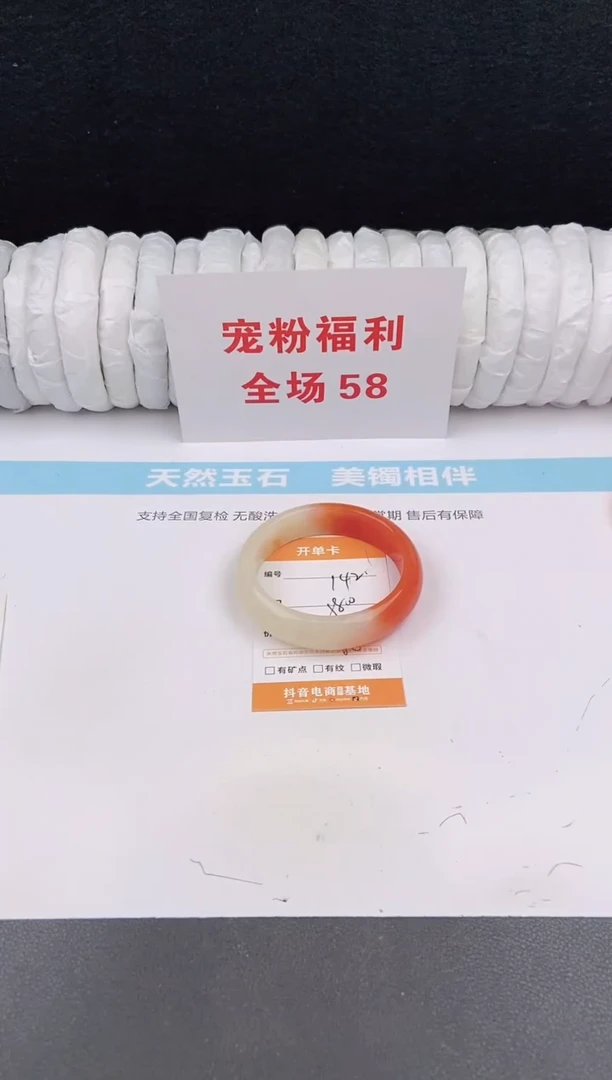 宠粉福利
全场 58
天然玉石 美镯相伴
支持全国复检 无酸洗 期 售后有保障
开单卡
编号 142
□有矿点 □有纹 □微瑕
抖音电商 基地